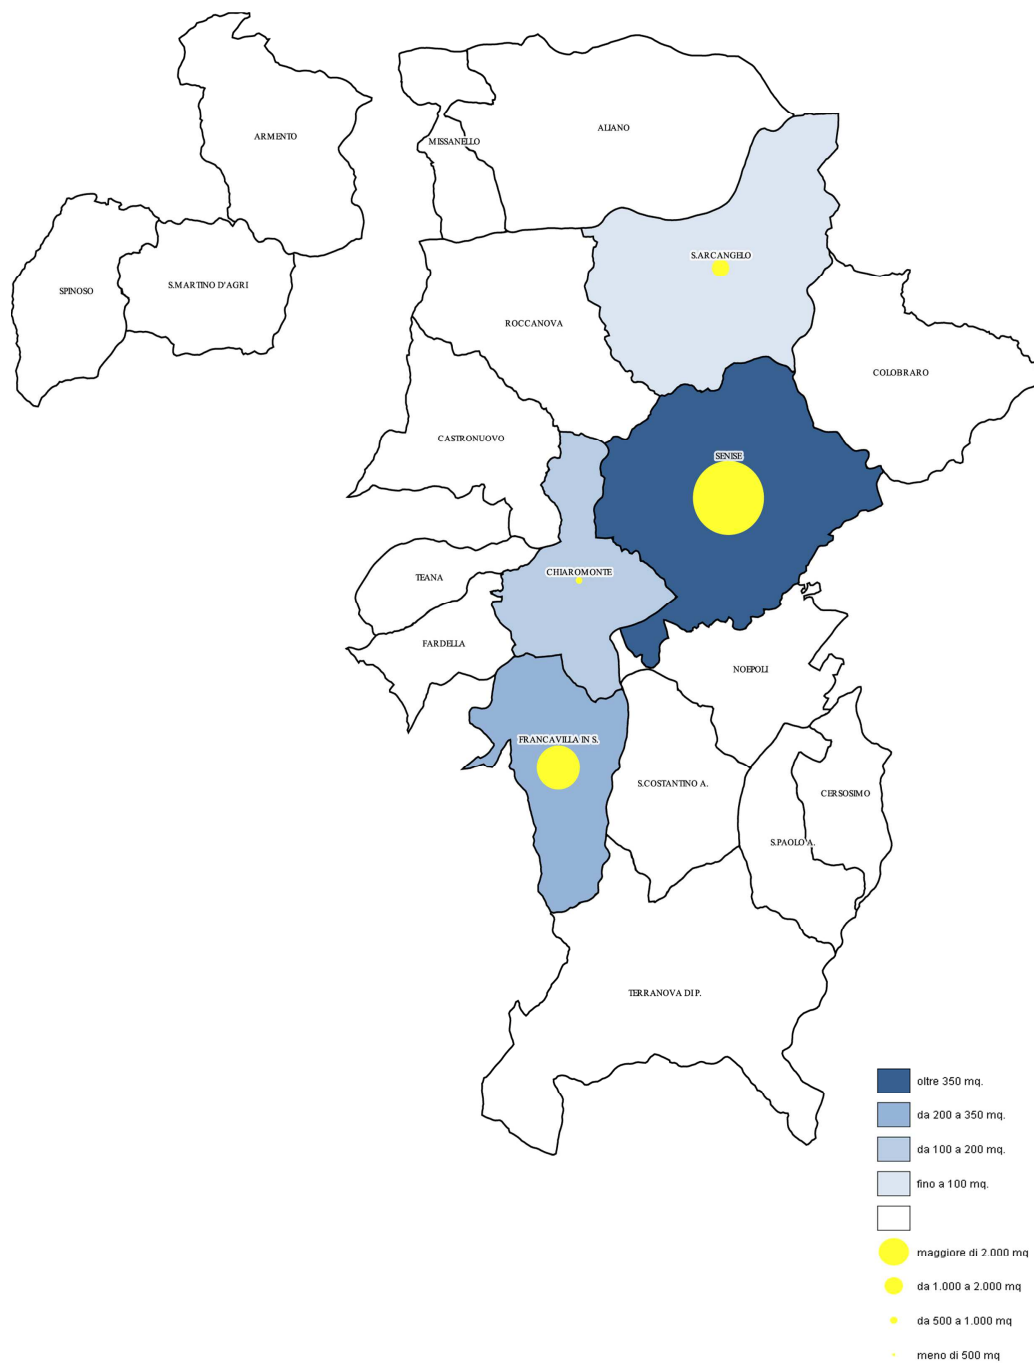 ARMENTO
ALIANO
MISSANELLO
S.ARCANGELO
SPINOSO
S.MARTINO D'AGRI
ROCCANOVA
COLOBRARO
CASTRONUOVO
SENISE
CHIAROMONTE
TEANA
FARDELLA
NOEPOLI
FRANCAVILLA IN S.
S.COSTANTINO A.
CERSOSIMO
S.PAOLO A.
TERRANOVA DI P.
oltre 350 mq.
da 200 a 350 mq.
da 100 a 200 mq.
fino a 100 mq.
maggiore di 2.000 mq
da 1.000 a 2.000 mq
da 500 a 1.000 mq
meno di 500 mq